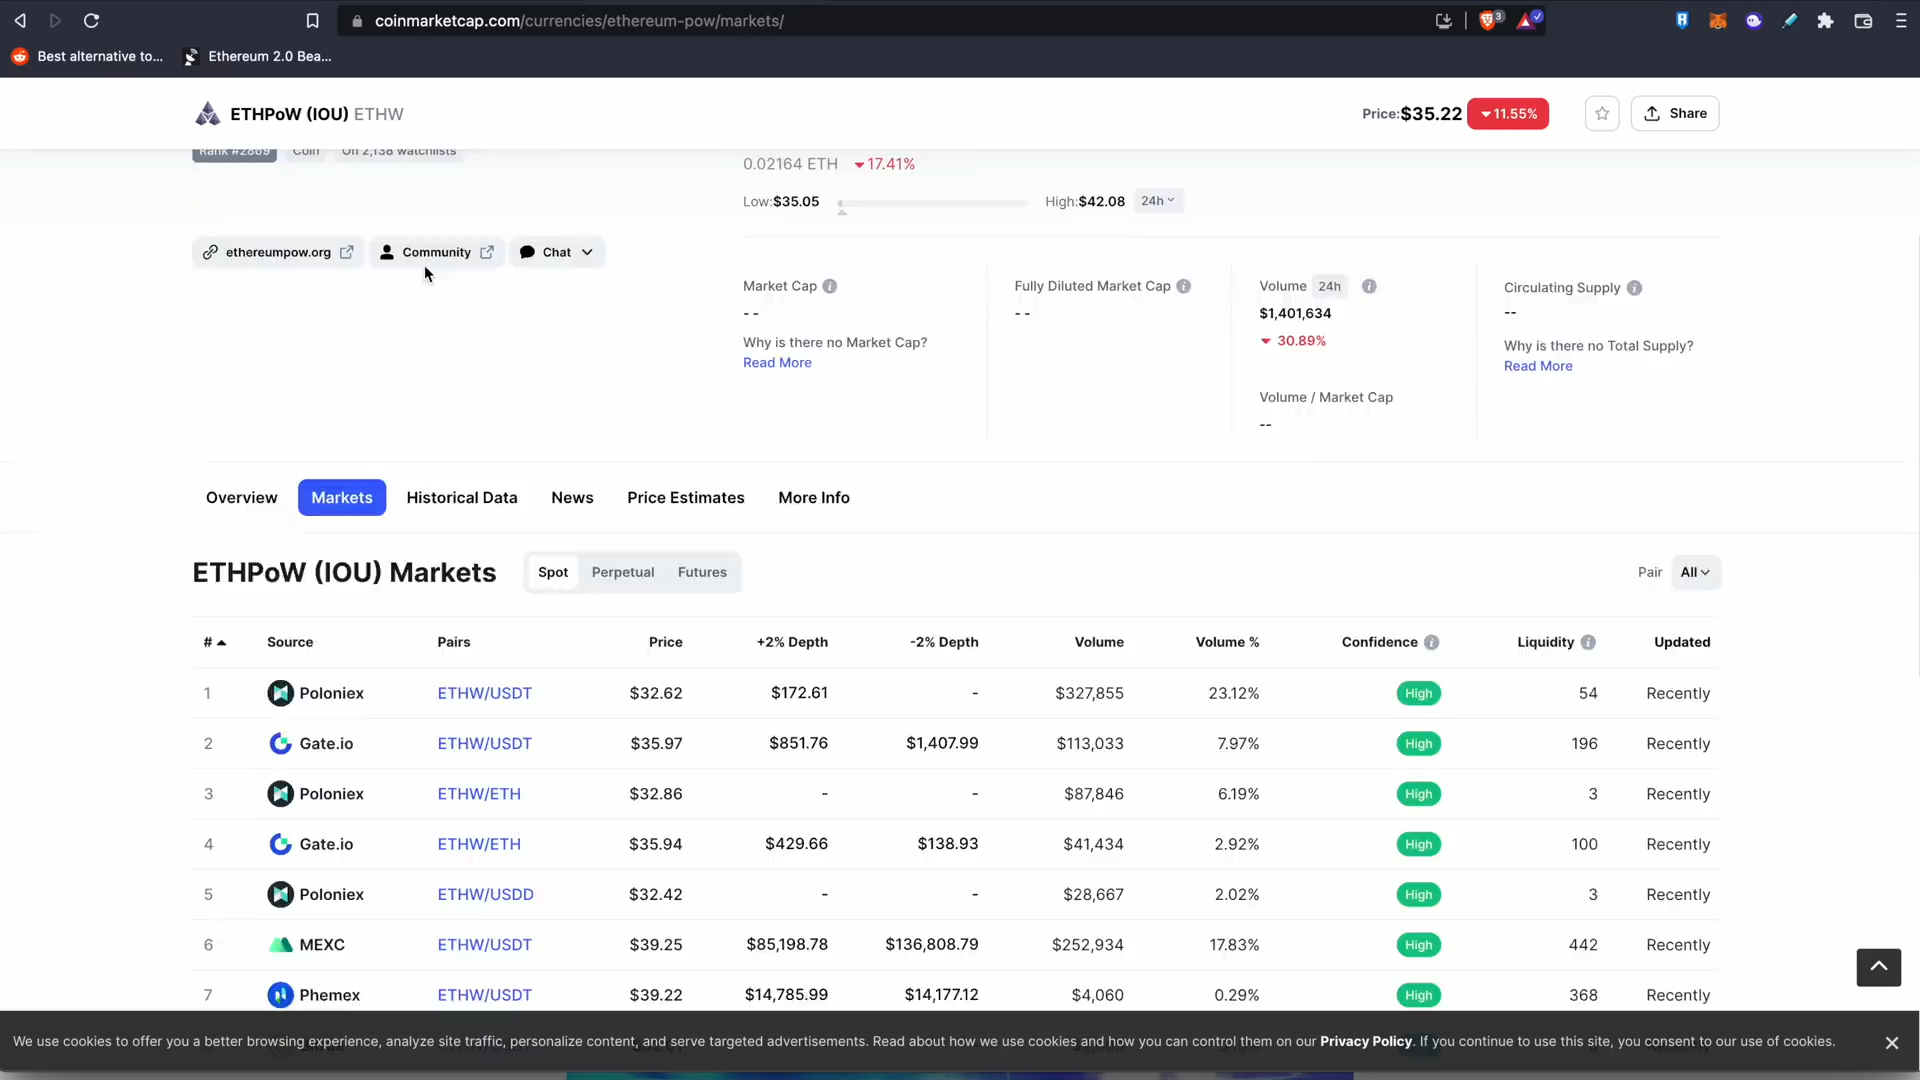 coinmarketcap.com/currencies/ethereum-pow/markets/
3
Best alternative to...
Ethereum 2.0 Bea...
ETHPoW (IOU) ETHW
Price:$35.22
11.55%
Share
Rank #2869
Coin
On 2,138 watchlists
0.02164 ETH
17.41%
Low:$35.05
High:$42.08
24h
ethereumpow.org
Community
Chat
Market Cap
Fully Diluted Market Cap
Volume 24h
Circulating Supply
- -
- -
$1,401,634
--
30.89%
Why is there no Market Cap?
Why is there no Total Supply?
Read More
Read More
Volume / Market Cap
--
Overview
Markets
Historical Data
News
Price Estimates
More Info
ETHPoW (IOU) Markets
Spot
Perpetual
Futures
Pair
All
# Source Pairs Price +2% Depth -2% Depth Volume Volume % Confidence Liquidity Updated
1 Poloniex ETHW/USDT $32.62 $172.61 - $327,855 23.12% High 54 Recently
2 Gate.io ETHW/USDT $35.97 $851.76 $1,407.99 $113,033 7.97% High 196 Recently
3 Poloniex ETHW/ETH $32.86 - - $87,846 6.19% High 3 Recently
4 Gate.io ETHW/ETH $35.94 $429.66 $138.93 $41,434 2.92% High 100 Recently
5 Poloniex ETHW/USDD $32.42 - - $28,667 2.02% High 3 Recently
6 MEXC ETHW/USDT $39.25 $85,198.78 $136,808.79 $252,934 17.83% High 442 Recently
7 Phemex ETHW/USDT $39.22 $14,785.99 $14,177.12 $4,060 0.29% High 368 Recently
We use cookies to offer you a better browsing experience, analyze site traffic, personalize content, and serve targeted advertisements. Read about how we use cookies and how you can control them on our Privacy Policy. If you continue to use this site, you consent to our use of cookies.